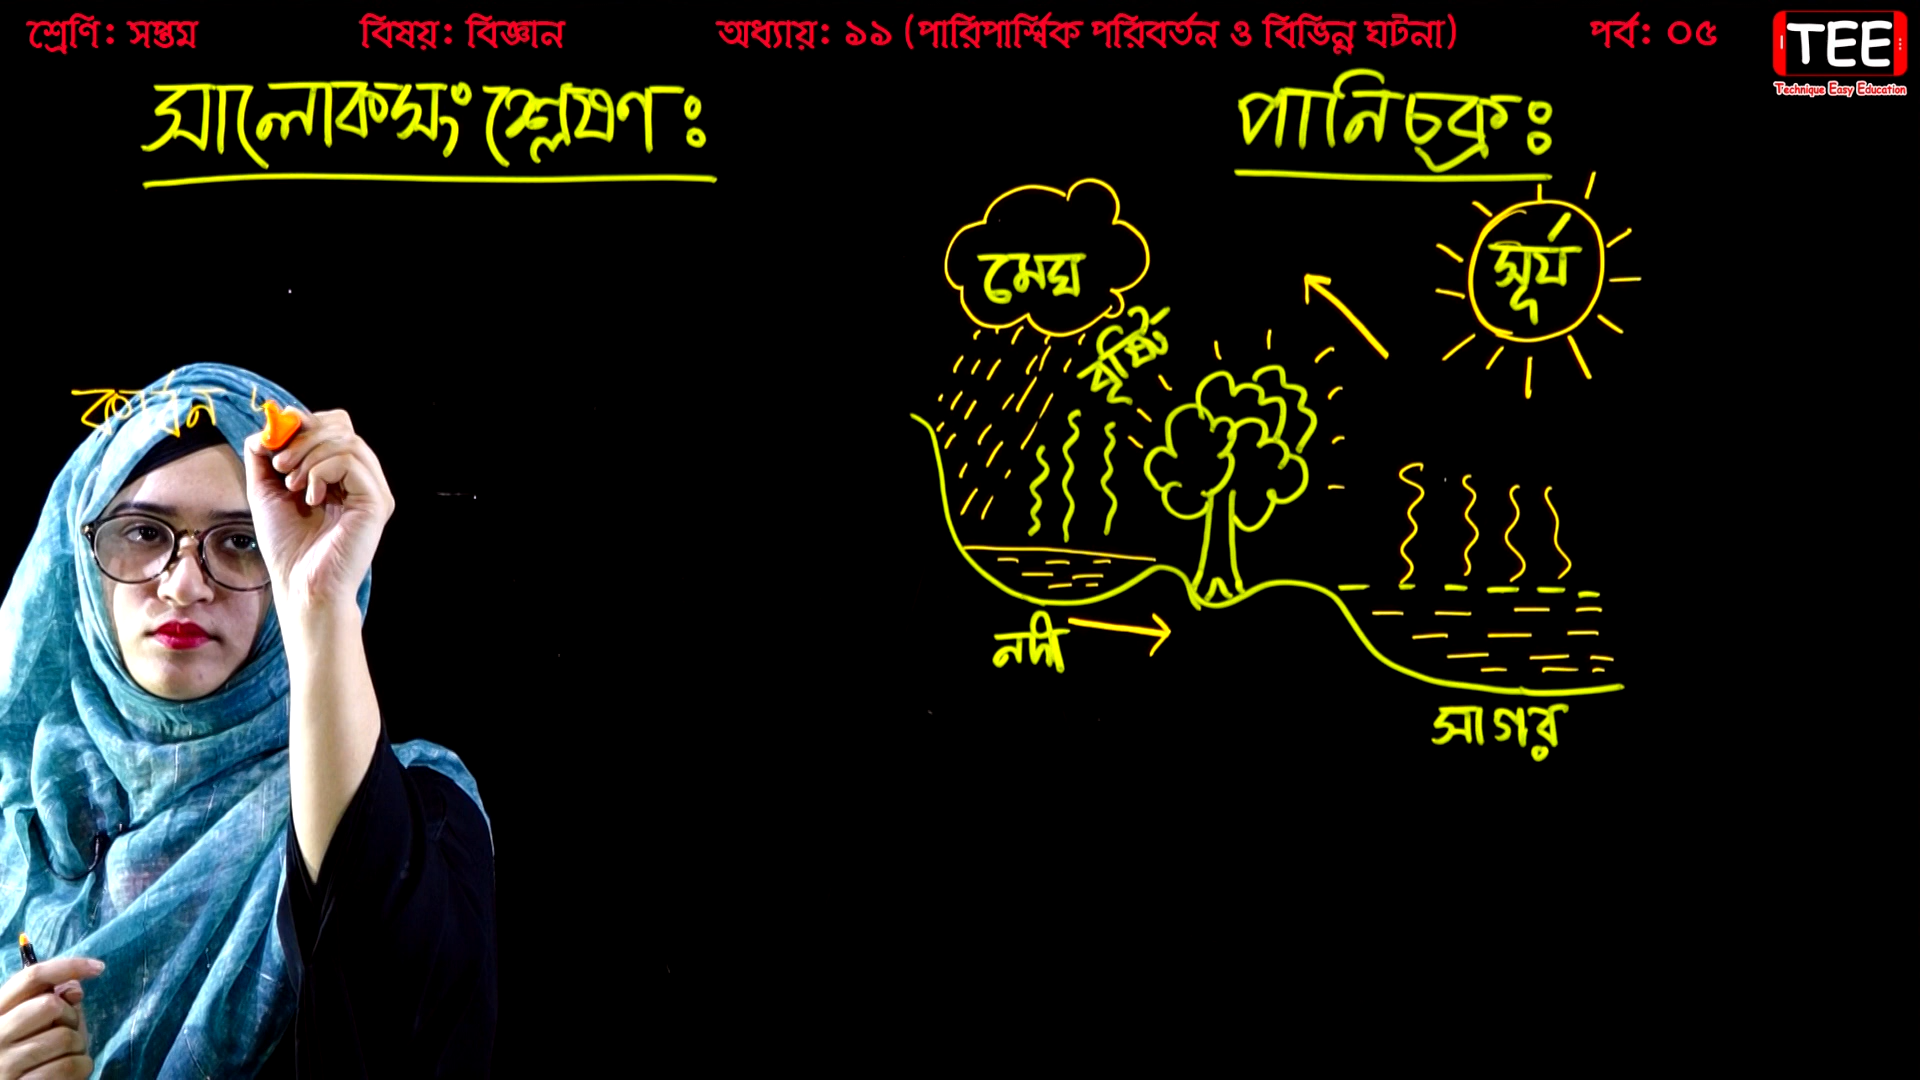 শ্রেণি: সপ্তম বিষয়: বিজ্ঞান অধ্যায়: ১১ (পারিপার্শ্বিক পরিবর্তন ও বিভিন্ন ঘটনা) পর্ব: ০৫
TEE
Technique Easy Education
সালোকসংশ্লেষণঃ
পানিচক্রঃ
মেঘ
সূর্য
বৃষ্টি
কার্বন
নদী
সাগর